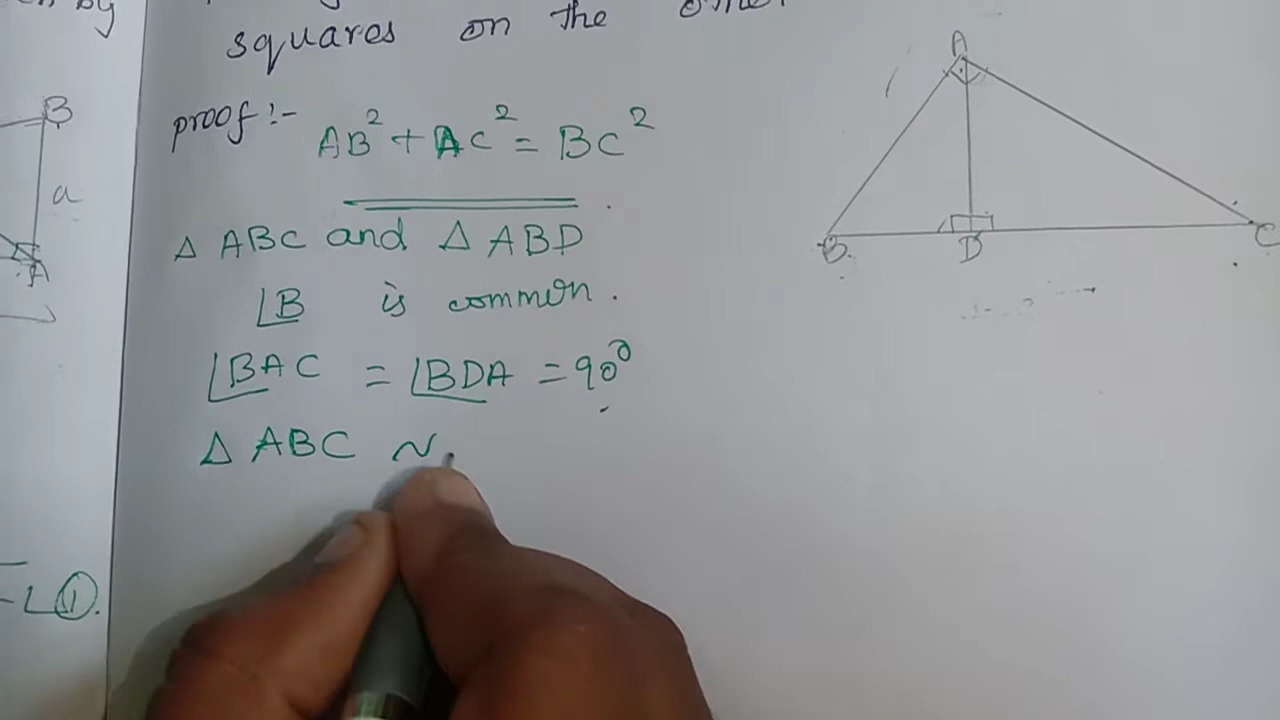 squares on the
proof :-
AB² + AC² = BC²
Δ ABC and Δ ABD
∠B is common.
∠BAC = ∠BDA = 90°
Δ ABC ~
B
a
A
①.
A
B
D
C